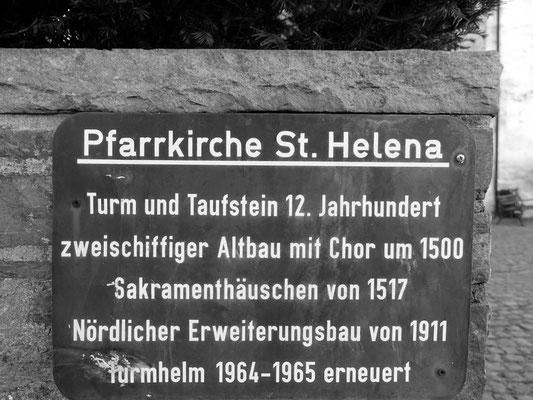 Pfarrkirche St. Helena
Turm und Taufstein 12. Jahrhundert
zweischiffiger Altbau mit Chor um 1500
Sakramenthäuschen von 1517
Nördlicher Erweiterungsbau von 1911
Turmhelm 1964-1965 erneuert